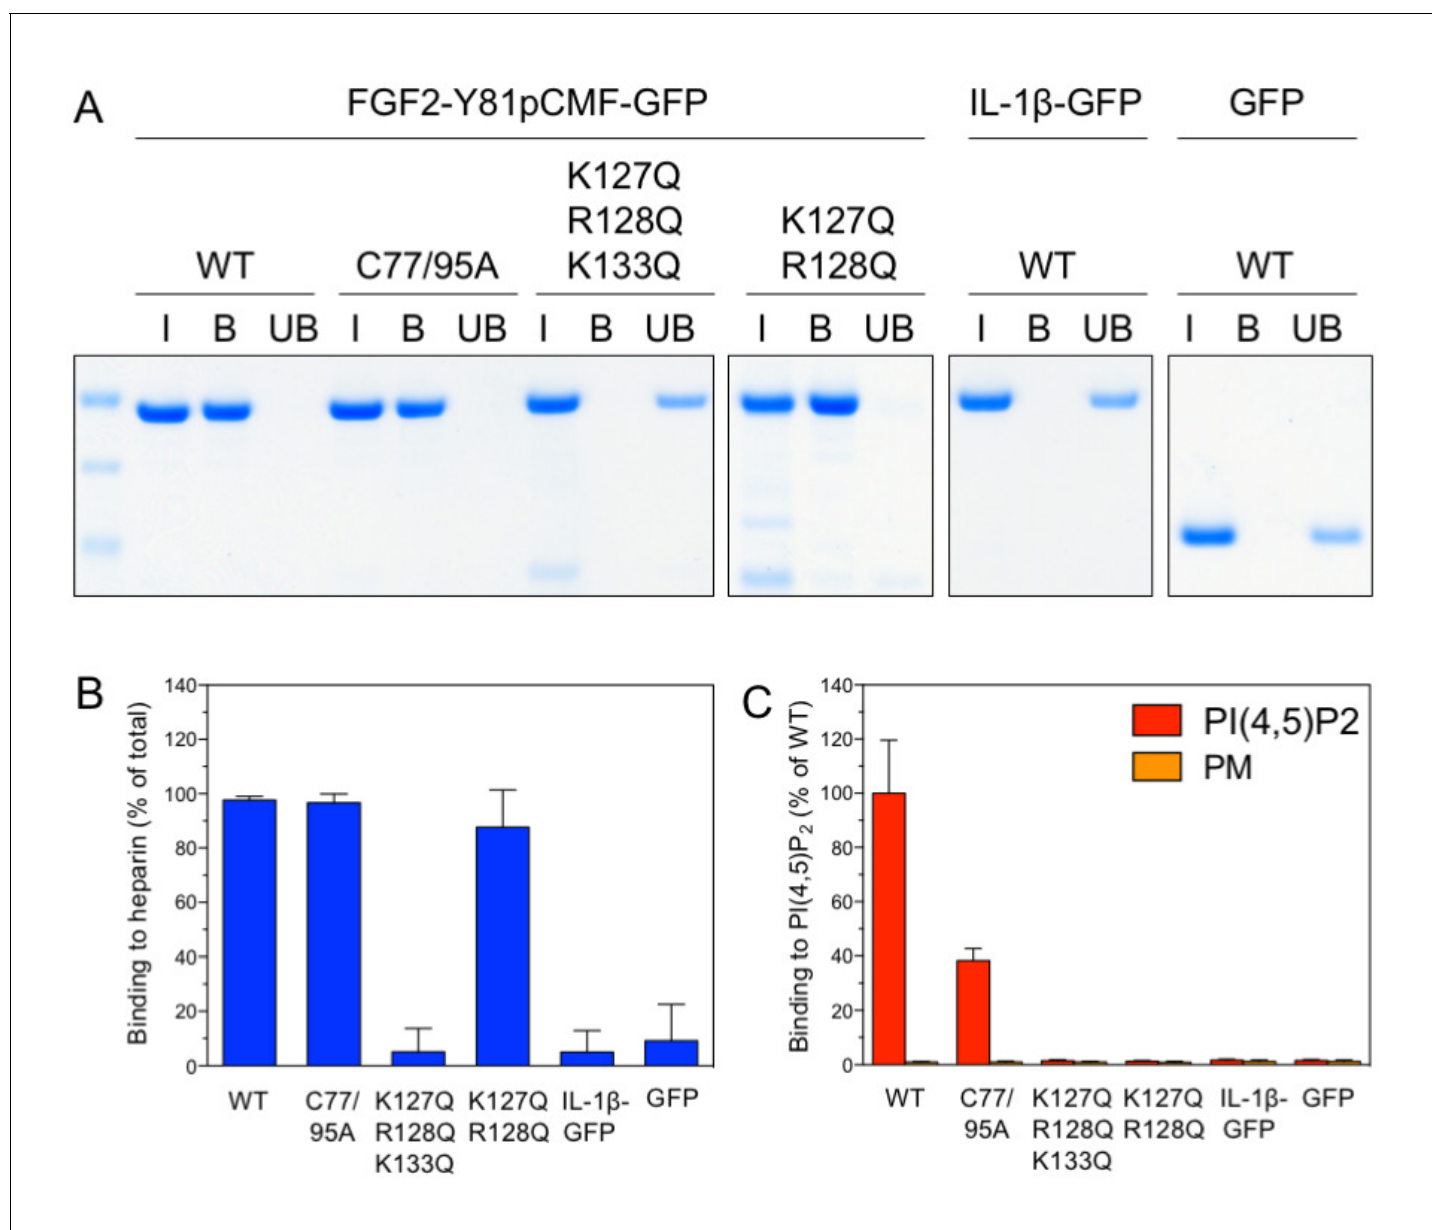 A
FGF2-Y81pCMF-GFP IL-1β-GFP GFP
K127Q
R128Q K127Q
WT C77/95A K133Q R128Q WT WT
I B UB I B UB I B UB I B UB I B UB I B UB
B
Binding to heparin (% of total)
140
120
100
80
60
40
20
0
WT C77/ K127Q K127Q IL-1β- GFP
95A R128Q R128Q GFP
K133Q
C
Binding to PI(4,5)P2 (% of WT)
140
120
100
80
60
40
20
0
PI(4,5)P2
PM
WT C77/ K127Q K127Q IL-1β- GFP
95A R128Q R128Q GFP
K133Q